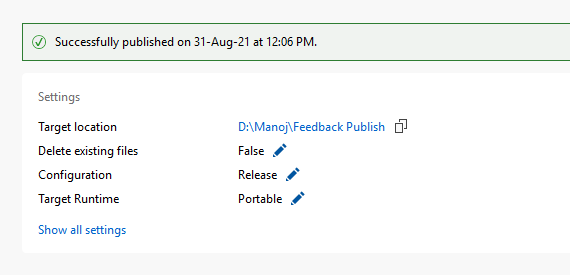 Successfully published on 31-Aug-21 at 12:06 PM.
Settings
Target location D:\Manoj\Feedback Publish
Delete existing files False
Configuration Release
Target Runtime Portable
Show all settings